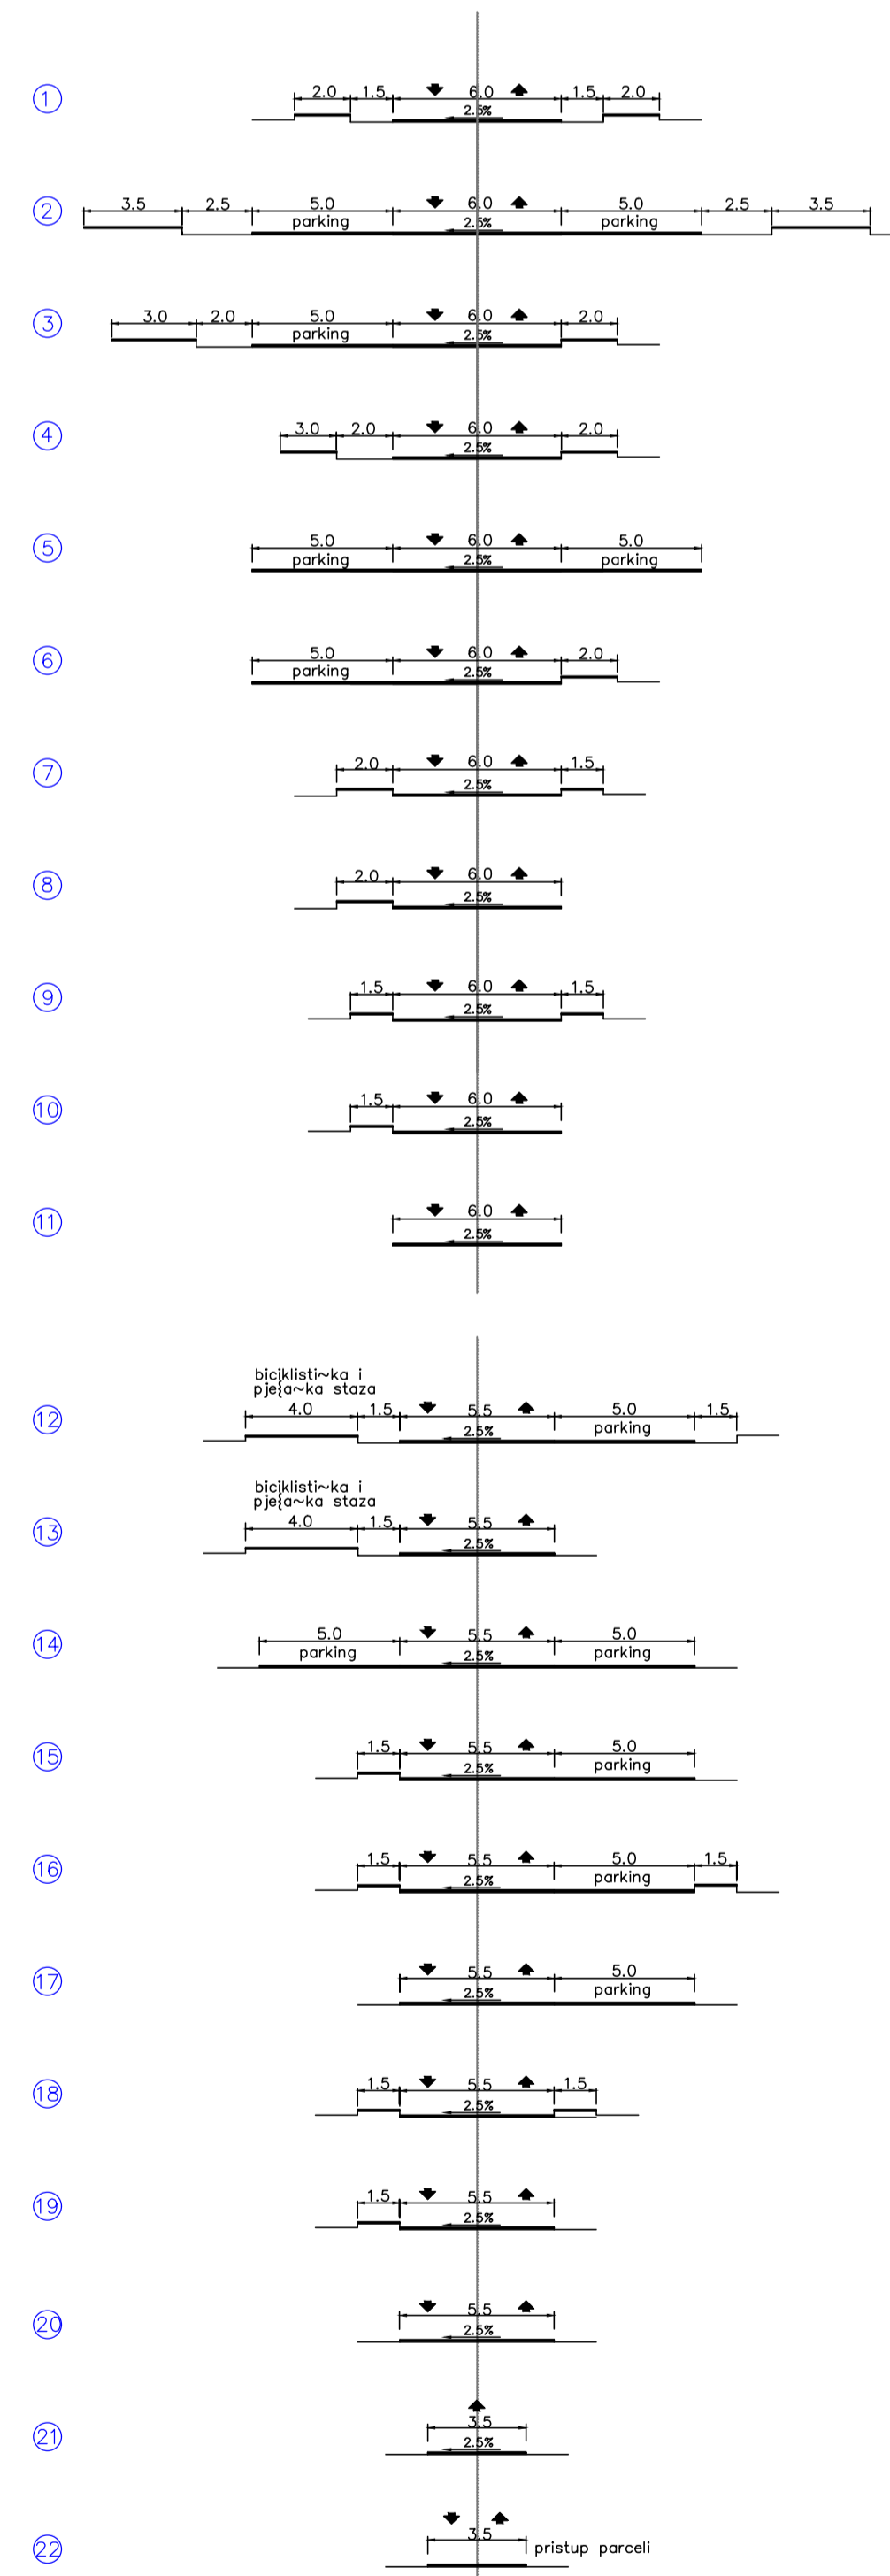 1
2.0 1.5 6.0 1.5 2.0
2.5%
2
3.5 2.5 5.0 6.0 5.0 2.5 3.5
parking 2.5% parking
3
3.0 2.0 5.0 6.0 2.0
parking 2.5%
4
3.0 2.0 6.0 2.0
2.5%
5
5.0 6.0 5.0
parking 2.5% parking
6
5.0 6.0 2.0
parking 2.5%
7
2.0 6.0 1.5
2.5%
8
2.0 6.0
2.5%
9
1.5 6.0 1.5
2.5%
10
1.5 6.0
2.5%
11
6.0
2.5%
biciklisti~ka i
pje{a~ka staza
12
4.0 1.5 5.5 5.0 1.5
2.5% parking
biciklisti~ka i
pje{a~ka staza
13
4.0 1.5 5.5
2.5%
14
5.0 5.5 5.0
parking 2.5% parking
15
1.5 5.5 5.0
2.5% parking
16
1.5 5.5 5.0 1.5
2.5% parking
17
5.5 5.0
2.5% parking
18
1.5 5.5 1.5
2.5%
19
1.5 5.5
2.5%
20
5.5
2.5%
21
3.5
2.5%
22
3.5 pristup parceli